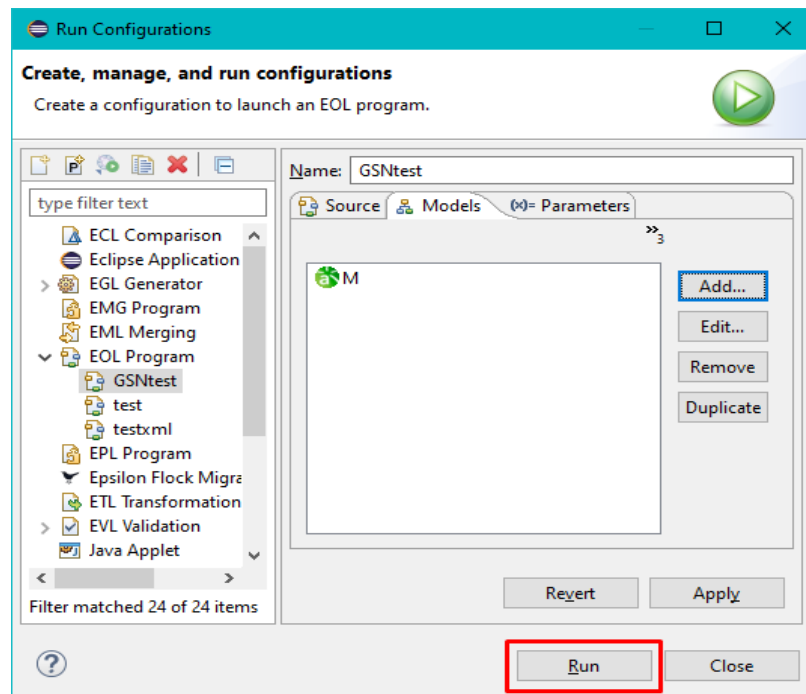 Run Configurations
Create, manage, and run configurations
Create a configuration to launch an EOL program.
Name: GSNtest
type filter text
Source Models (x)= Parameters
»3
ECL Comparison
Eclipse Application
EGL Generator
EMG Program
EML Merging
EOL Program
GSNtest
test
testxml
EPL Program
Epsilon Flock Migra
ETL Transformation
EVL Validation
Java Applet
M
Add...
Edit...
Remove
Duplicate
Filter matched 24 of 24 items
Revert Apply
Run Close